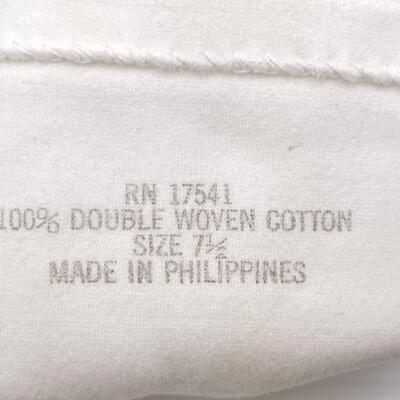 RN 17541
100% DOUBLE WOVEN COTTON
SIZE 7½
MADE IN PHILIPPINES